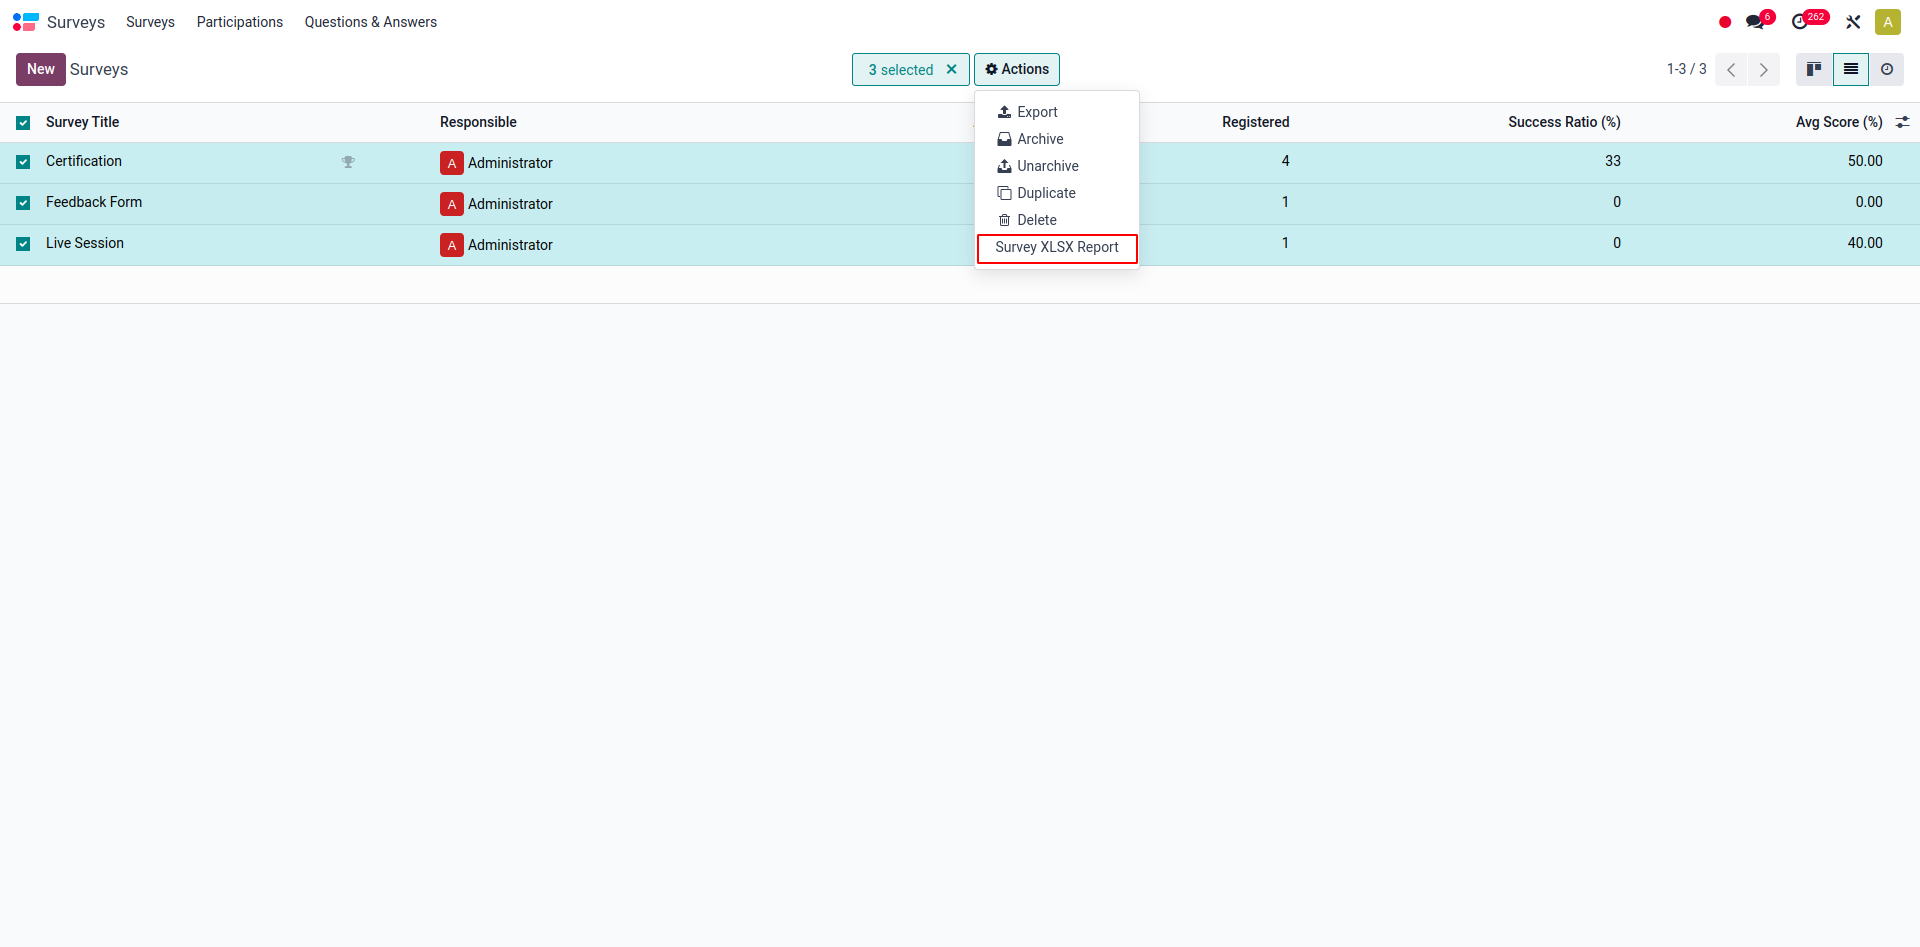 Surveys Surveys Participations Questions & Answers 6 262 A
New Surveys 3 selected Actions 1-3 / 3
Export
Survey Title Responsible Registered Success Ratio (%) Avg Score (%)
Archive
Certification A Administrator 4 33 50.00
Unarchive
Duplicate
Feedback Form A Administrator 1 0 0.00
Delete
Live Session A Administrator 1 0 40.00
Survey XLSX Report